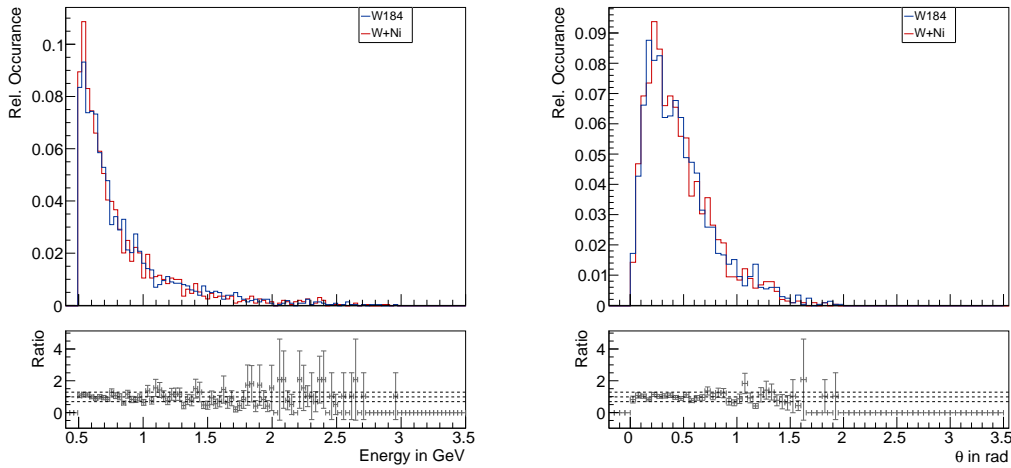 Rel. Occurance
0.1
0.08
0.06
0.04
0.02
0
W184
W+Ni
Ratio
4
2
0
0.5 1 1.5 2 2.5 3 3.5
Energy in GeV
Rel. Occurance
0.09
0.08
0.07
0.06
0.05
0.04
0.03
0.02
0.01
0
W184
W+Ni
Ratio
4
2
0
0 0.5 1 1.5 2 2.5 3 3.5
θ in rad